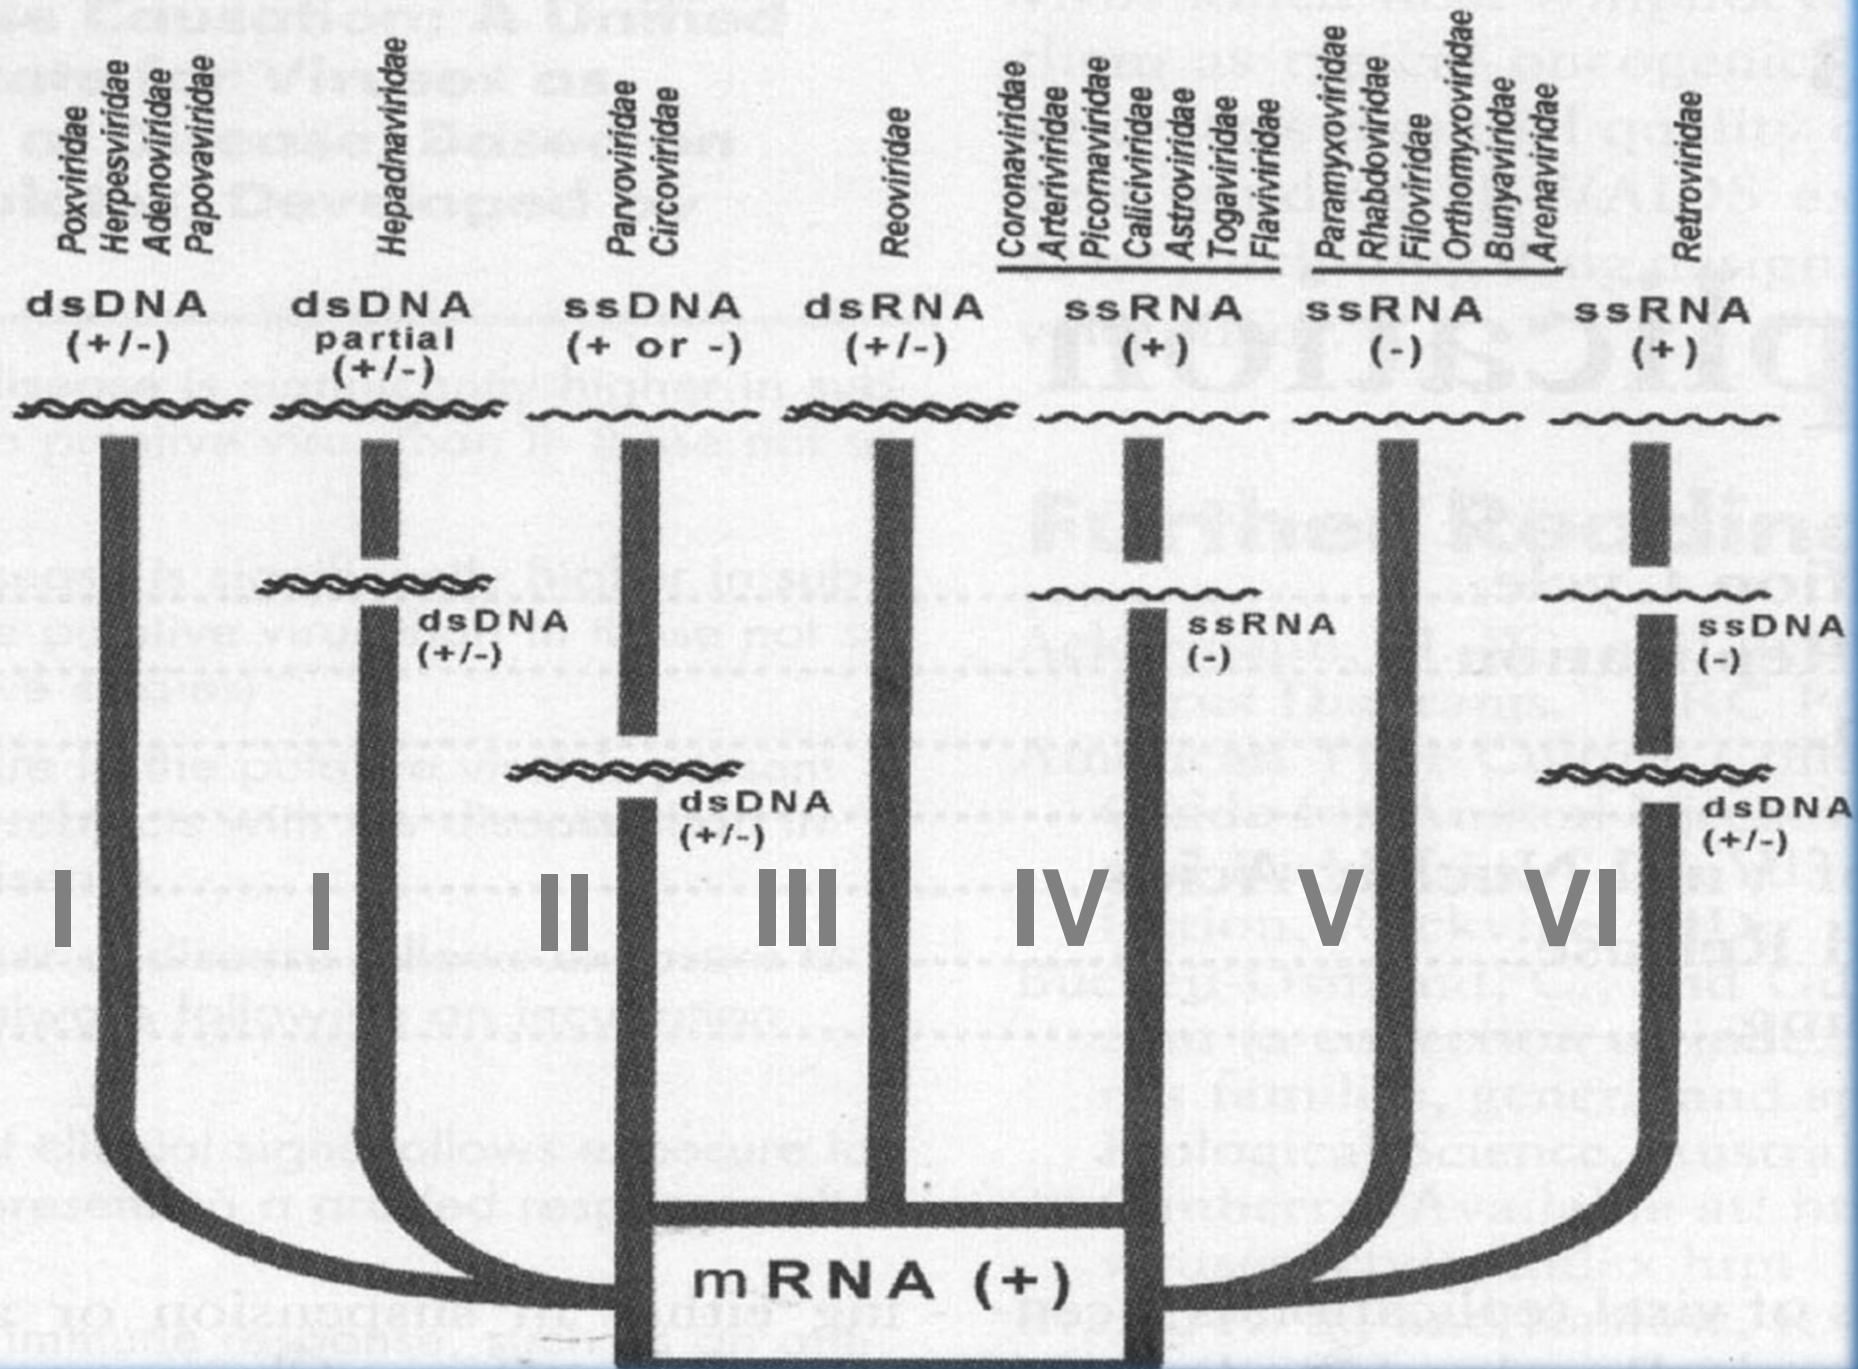 Poxviridae
Herpesviridae
Adenoviridae
Papovaviridae
Hepadnaviridae
Parvoviridae
Circoviridae
Reoviridae
Coronaviridae
Arteriviridae
Picornaviridae
Caliciviridae
Astroviridae
Togaviridae
Flaviviridae
Paramyxoviridae
Rhabdoviridae
Filoviridae
Orthomyxoviridae
Bunyaviridae
Arenaviridae
Retroviridae
dsDNA
(+/-)
dsDNA
partial
(+/-)
ssDNA
(+ or -)
dsRNA
(+/-)
ssRNA
(+)
ssRNA
(-)
ssRNA
(+)
dsDNA
(+/-)
ssRNA
(-)
ssDNA
(-)
dsDNA
(+/-)
dsDNA
(+/-)
I
I
II
III
IV
V
VI
mRNA (+)